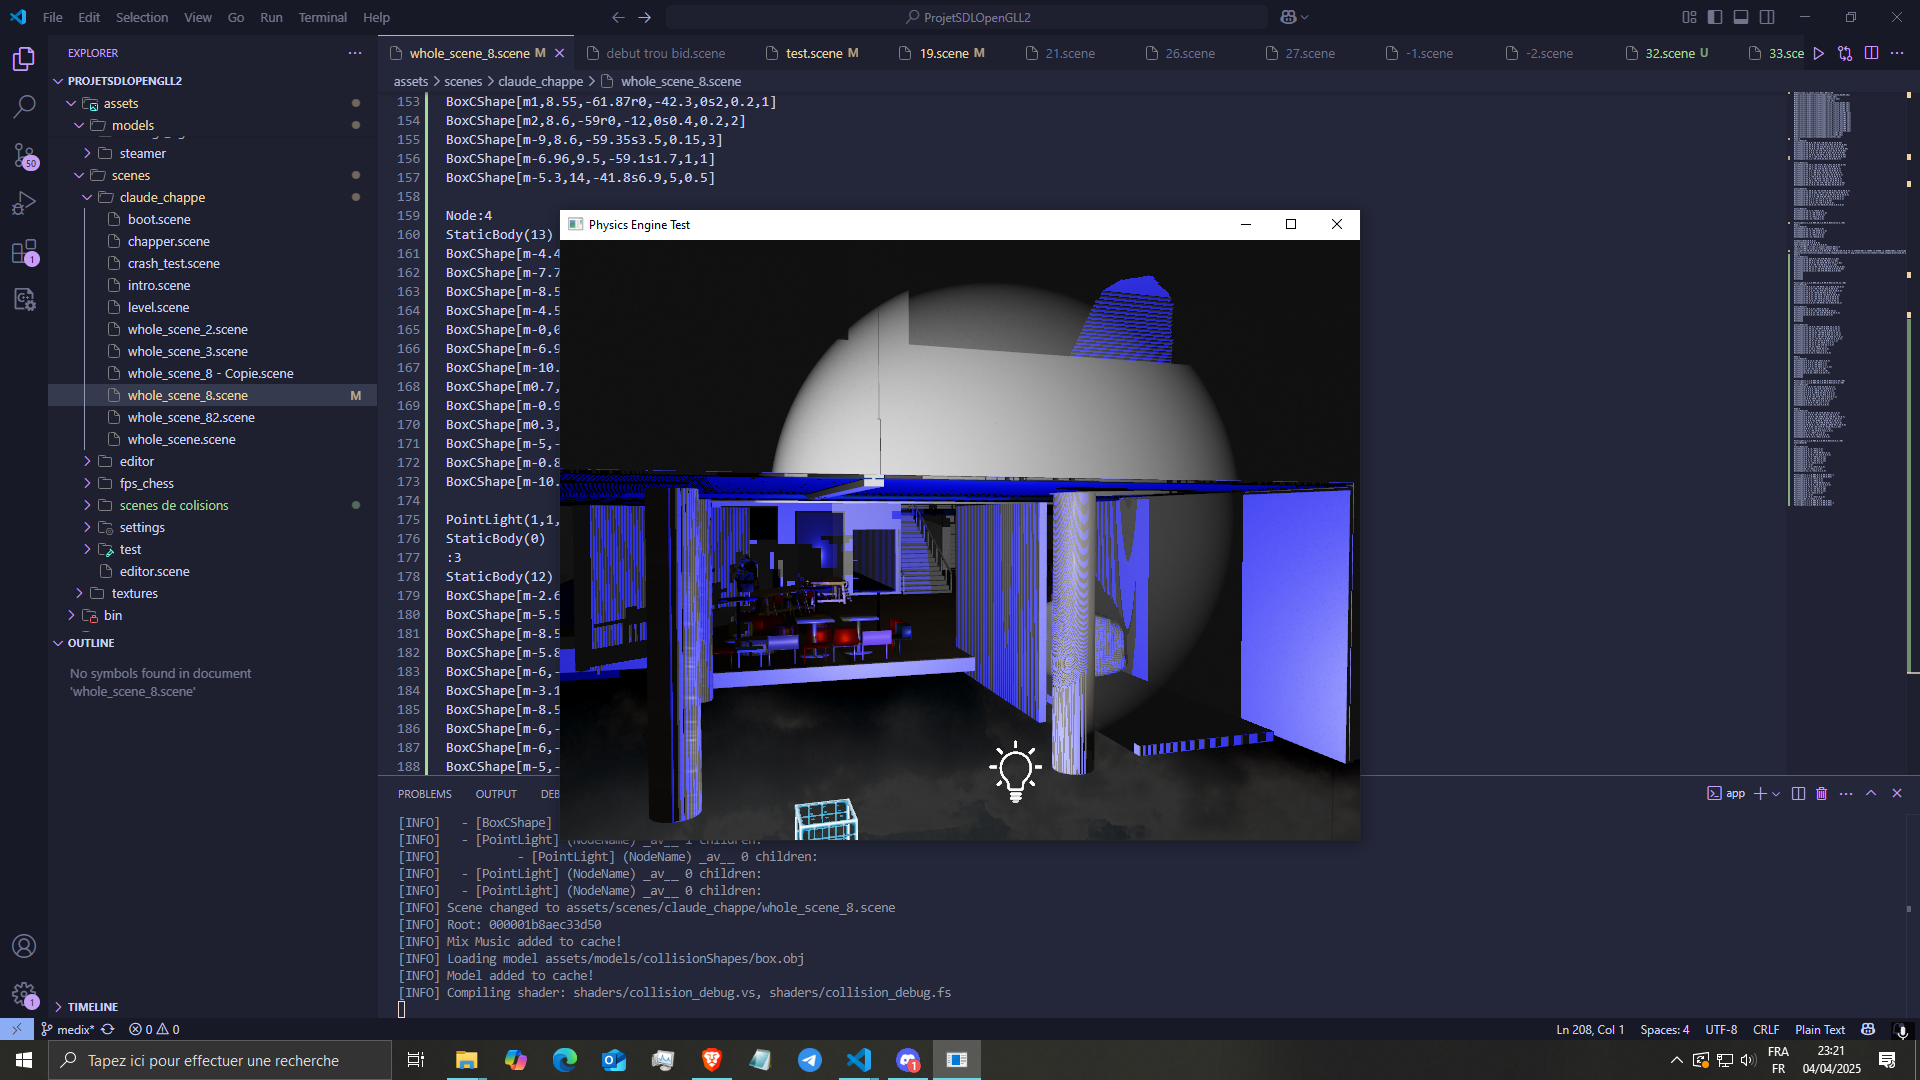 File Edit Selection View Go Run Terminal Help
ProjetSDLOpenGLL2
EXPLORER
PROJETSDLOPENGLL2
assets
models
steamer
scenes
claude_chappe
boot.scene
chapper.scene
crash_test.scene
intro.scene
level.scene
whole_scene_2.scene
whole_scene_3.scene
whole_scene_8 - Copie.scene
whole_scene_8.scene M
whole_scene_82.scene
whole_scene.scene
editor
fps_chess
scenes de colisions
settings
test
editor.scene
textures
bin
OUTLINE
No symbols found in document
'whole_scene_8.scene'
TIMELINE
50
1
1
whole_scene_8.scene M debut trou bid.scene test.scene M 19.scene M 21.scene 26.scene 27.scene -1.scene -2.scene 32.scene U 33.sce
assets > scenes > claude_chappe > whole_scene_8.scene
153 BoxCShape[m1,8.55,-61.87r0,-42.3,0s2,0.2,1]
154 BoxCShape[m2,8.6,-59r0,-12,0s0.4,0.2,2]
155 BoxCShape[m-9,8.6,-59.35s3.5,0.15,3]
156 BoxCShape[m-6.96,9.5,-59.1s1.7,1,1]
157 BoxCShape[m-5.3,14,-41.8s6.9,5,0.5]
158
159 Node:4
160 StaticBody(13)
161 BoxCShape[m-4.4
162 BoxCShape[m-7.7
163 BoxCShape[m-8.5
164 BoxCShape[m-4.5
165 BoxCShape[m-0,0
166 BoxCShape[m-6.9
167 BoxCShape[m-10.
168 BoxCShape[m0.7,
169 BoxCShape[m-0.9
170 BoxCShape[m0.3,
171 BoxCShape[m-5,-
172 BoxCShape[m-0.8
173 BoxCShape[m-10.
174
175 PointLight(1,1,
176 StaticBody(0)
177 :3
178 StaticBody(12)
179 BoxCShape[m-2.6
180 BoxCShape[m-5.5
181 BoxCShape[m-8.5
182 BoxCShape[m-5.8
183 BoxCShape[m-6,-
184 BoxCShape[m-3.1
185 BoxCShape[m-8.5
186 BoxCShape[m-6,-
187 BoxCShape[m-6,-
188 BoxCShape[m-5,-
Physics Engine Test
PROBLEMS OUTPUT DEB
app
[INFO] - [BoxCShape]
[INFO] - [PointLight] (NodeName) _av__ 1 children:
[INFO] - [PointLight] (NodeName) _av__ 0 children:
[INFO] - [PointLight] (NodeName) _av__ 0 children:
[INFO] - [PointLight] (NodeName) _av__ 0 children:
[INFO] Scene changed to assets/scenes/claude_chappe/whole_scene_8.scene
[INFO] Root: 000001b8aec33d50
[INFO] Mix Music added to cache!
[INFO] Loading model assets/models/collisionShapes/box.obj
[INFO] Model added to cache!
[INFO] Compiling shader: shaders/collision_debug.vs, shaders/collision_debug.fs
medix* 0 0
Ln 208, Col 1 Spaces: 4 UTF-8 CRLF Plain Text
Tapez ici pour effectuer une recherche
1
FRA
FR
23:21
04/04/2025